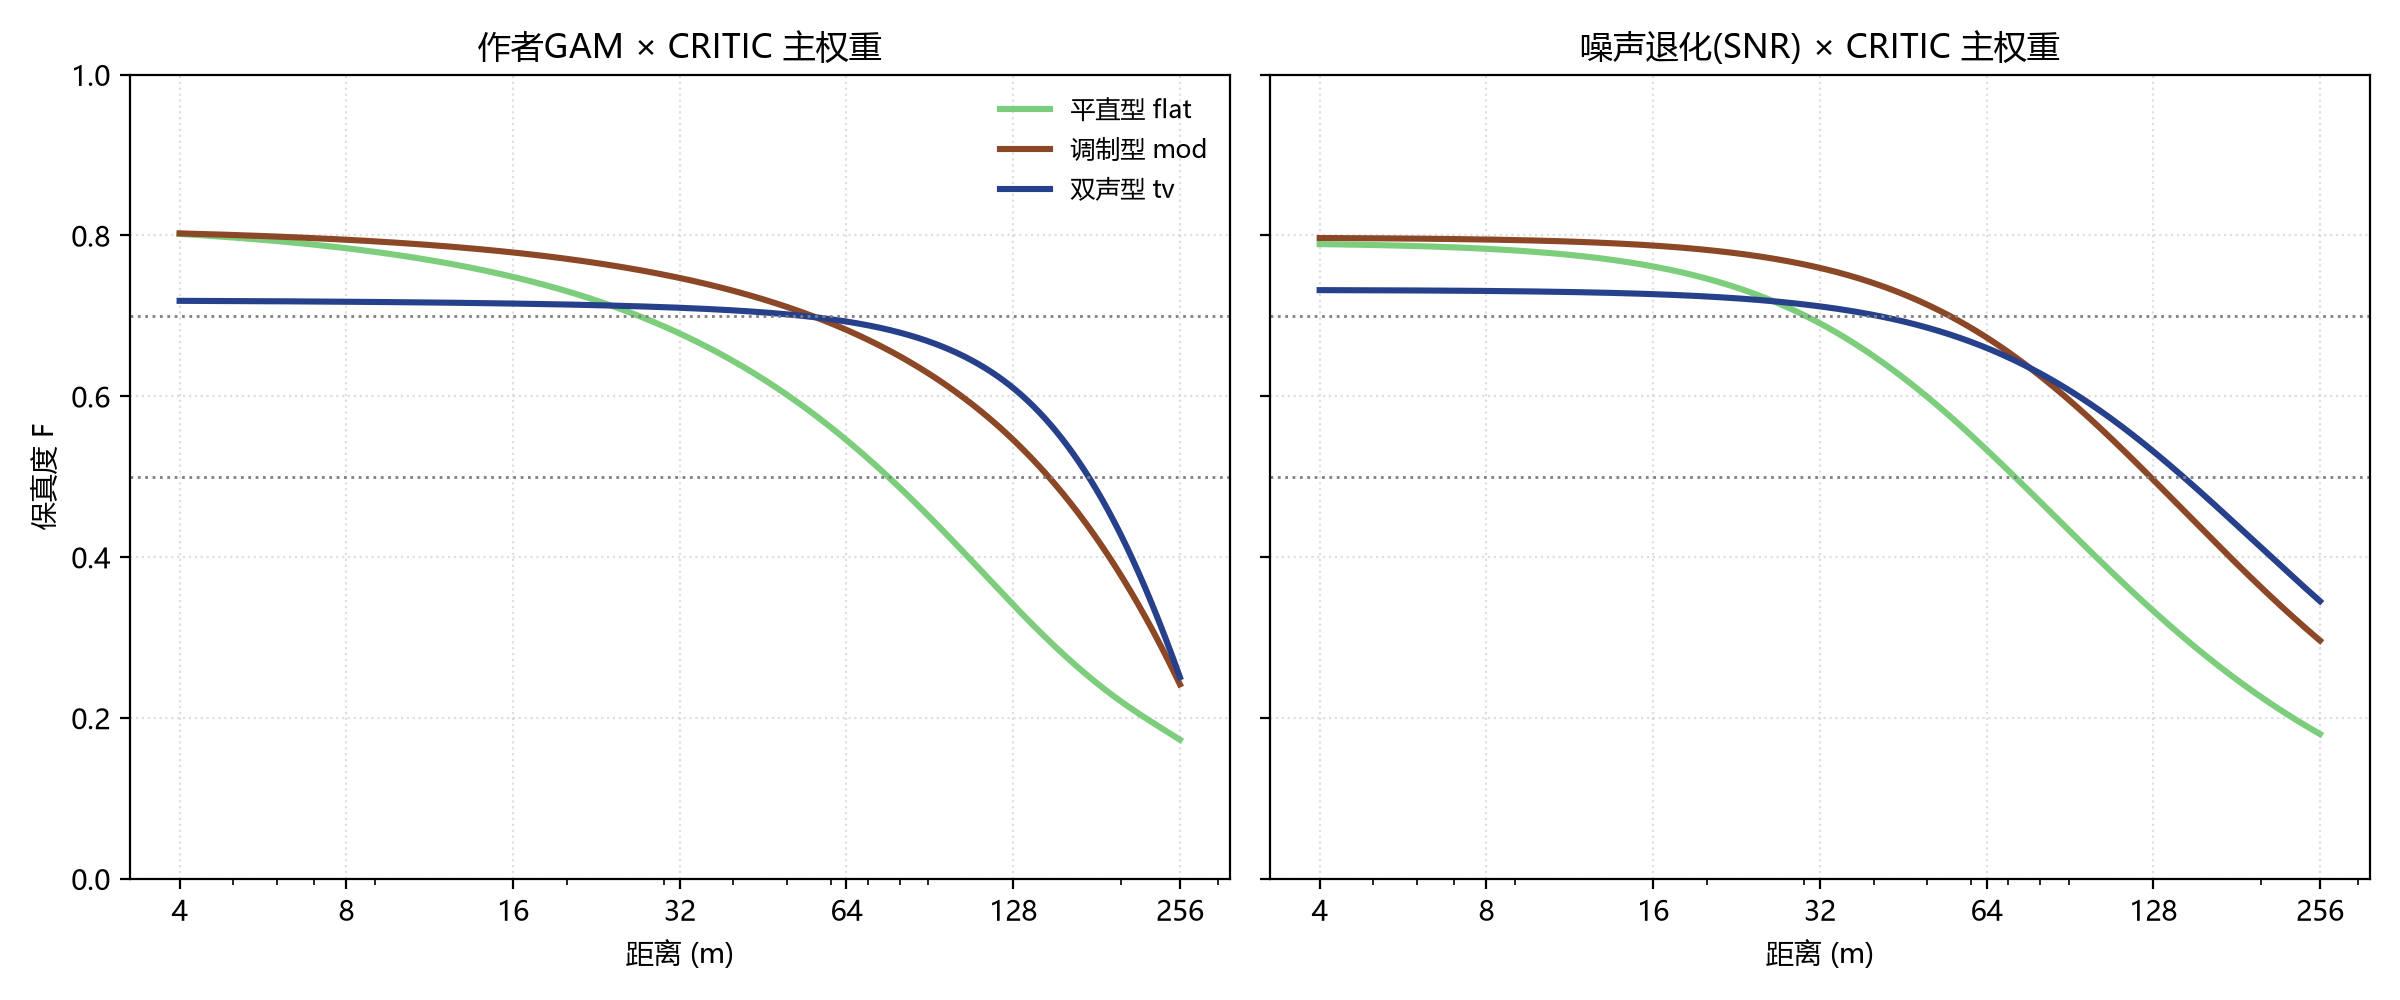 作者GAM × CRITIC 主权重
平直型 flat
调制型 mod
双声型 tv
保真度 F
1.0
0.8
0.6
0.4
0.2
0.0
4 8 16 32 64 128 256
距离 (m)
噪声退化(SNR) × CRITIC 主权重
4 8 16 32 64 128 256
距离 (m)